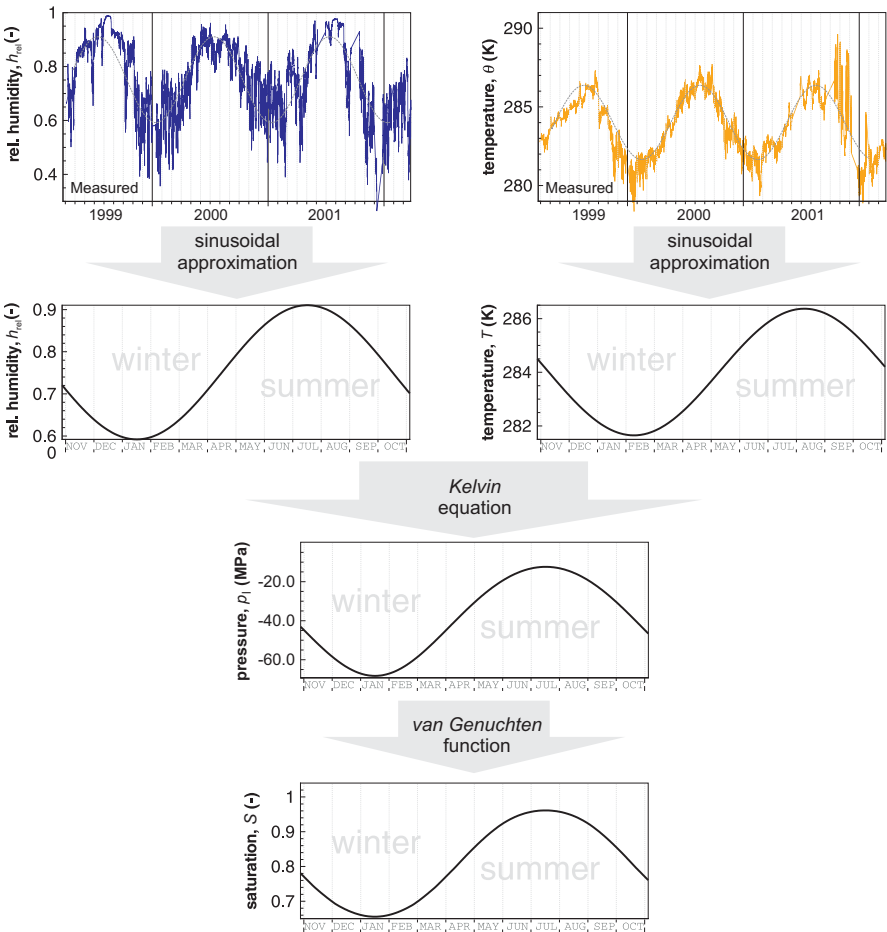 rel. humidity, hrel(-)
1
0.9
0.8
0.6
0.4
Measured
1999 2000 2001
temperature, θ (K)
290
285
280
Measured
1999 2000 2001
sinusoidal
approximation
sinusoidal
approximation
rel. humidity, hrel(-)
0.9
0.8
0.7
0.6
0
winter
summer
NOV DEC JAN FEB MAR APR MAY JUN JUL AUG SEP OCT
temperature, T (K)
286
284
282
winter
summer
NOV DEC JAN FEB MAR APR MAY JUN JUL AUG SEP OCT
Kelvin
equation
pressure, pl (MPa)
-20.0
-40.0
-60.0
winter
summer
NOV DEC JAN FEB MAR APR MAY JUN JUL AUG SEP OCT
van Genuchten
function
saturation, S (-)
1
0.9
0.8
0.7
winter
summer
NOV DEC JAN FEB MAR APR MAY JUN JUL AUG SEP OCT